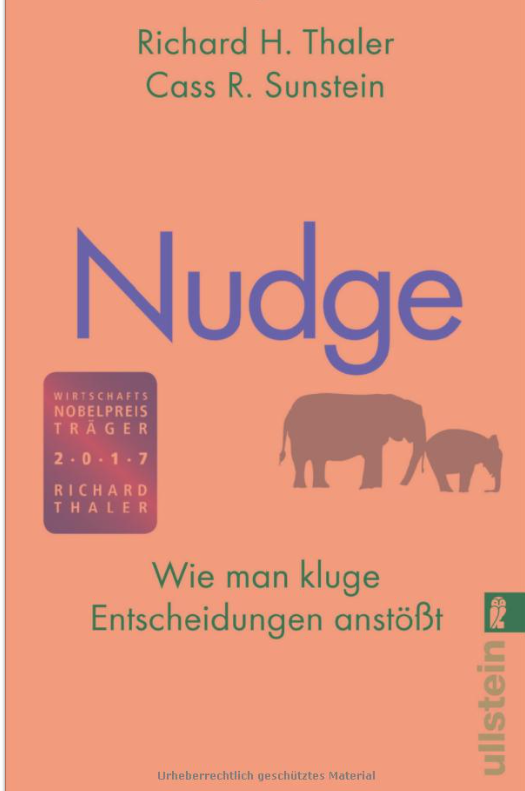 Richard H. Thaler
Cass R. Sunstein
Nudge
WIRTSCHAFTS
NOBELPREIS
TRÄGER
2·0·1·7
RICHARD
THALER
Wie man kluge
Entscheidungen anstößt
ullstein
Urheberrechtlich geschütztes Material